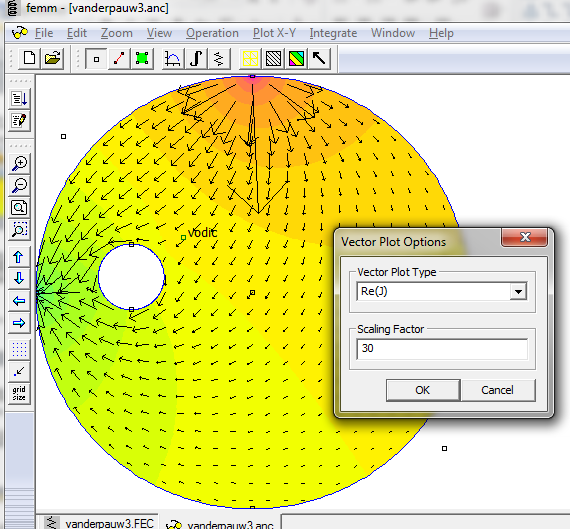 femm - [vanderpauw3.anc]
File Edit Zoom View Operation Plot X-Y Integrate Window Help
vodic
Vector Plot Options
Vector Plot Type
Re(J)
Scaling Factor
30
OK Cancel
grid
size
vanderpauw3.FEC vanderpauw3.anc